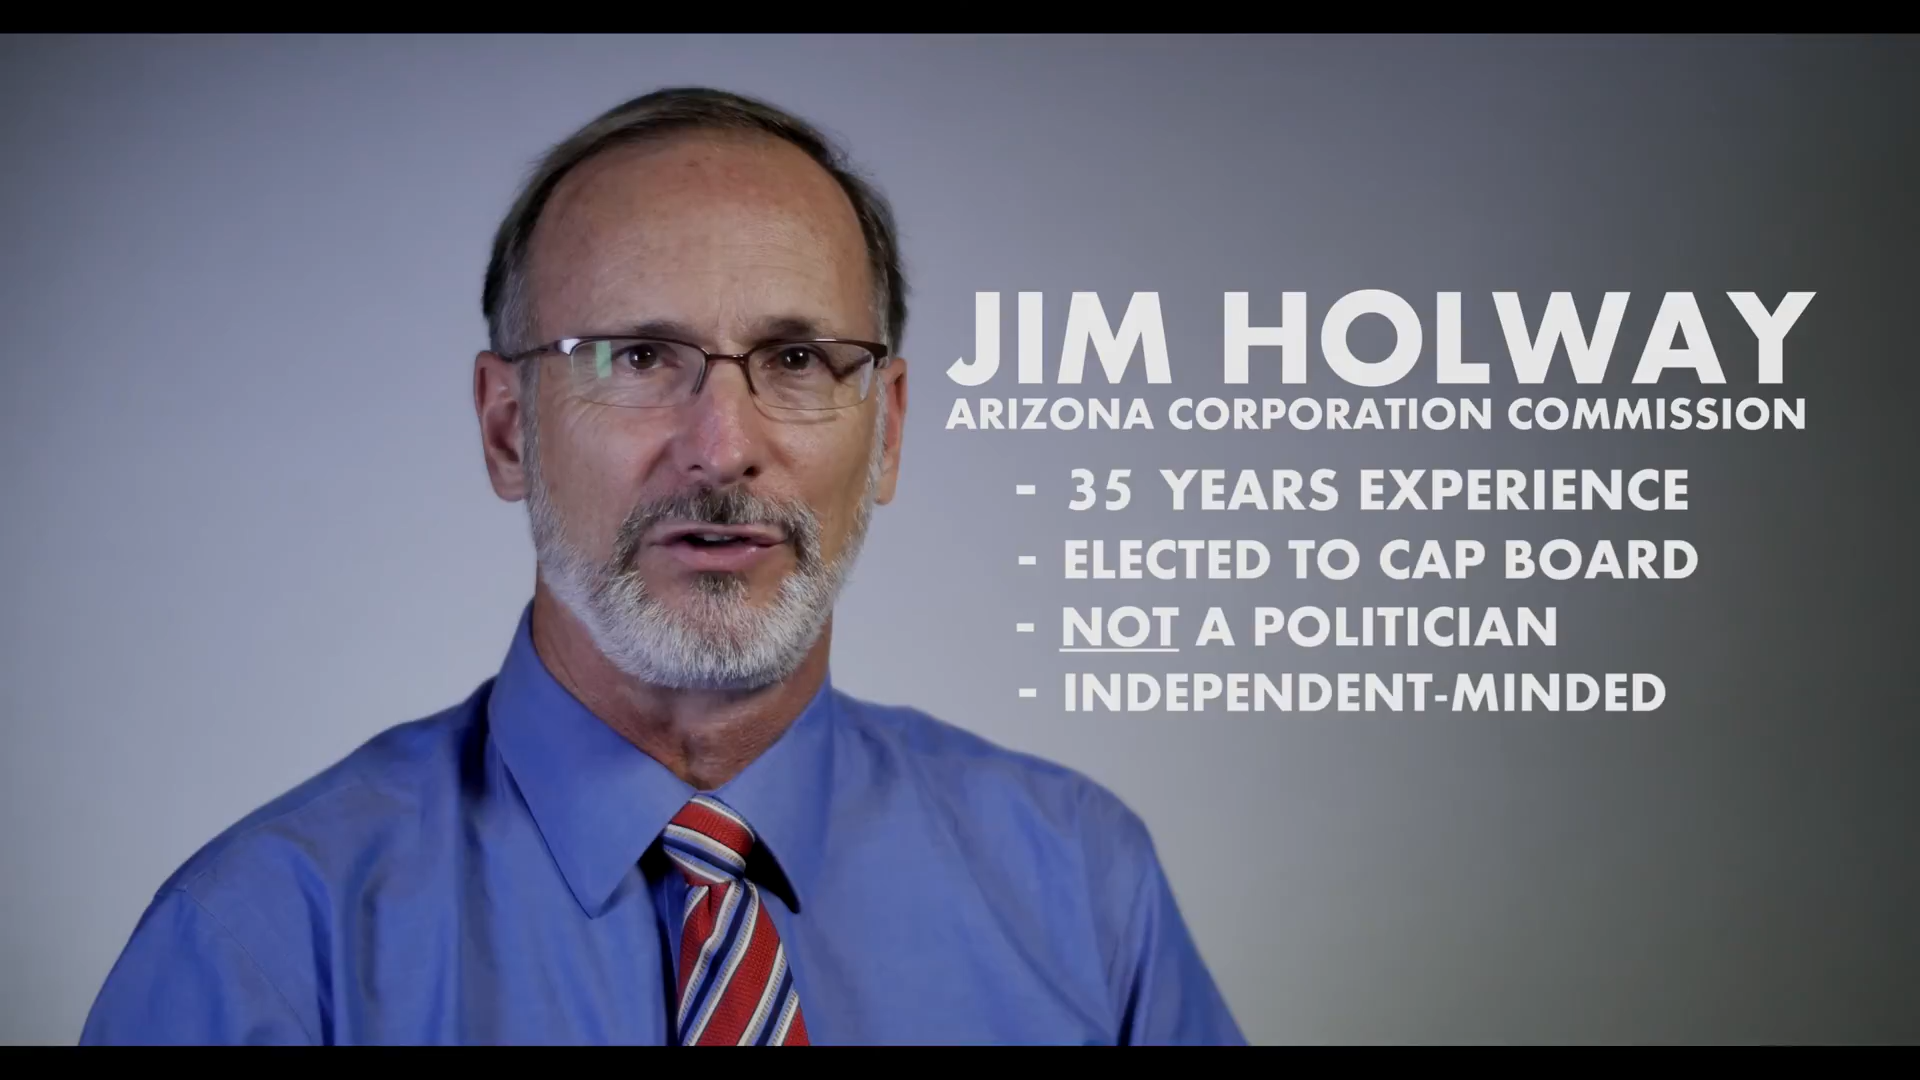 JIM HOLWAY
ARIZONA CORPORATION COMMISSION
- 35 YEARS EXPERIENCE
- ELECTED TO CAP BOARD
- NOT A POLITICIAN
- INDEPENDENT-MINDED